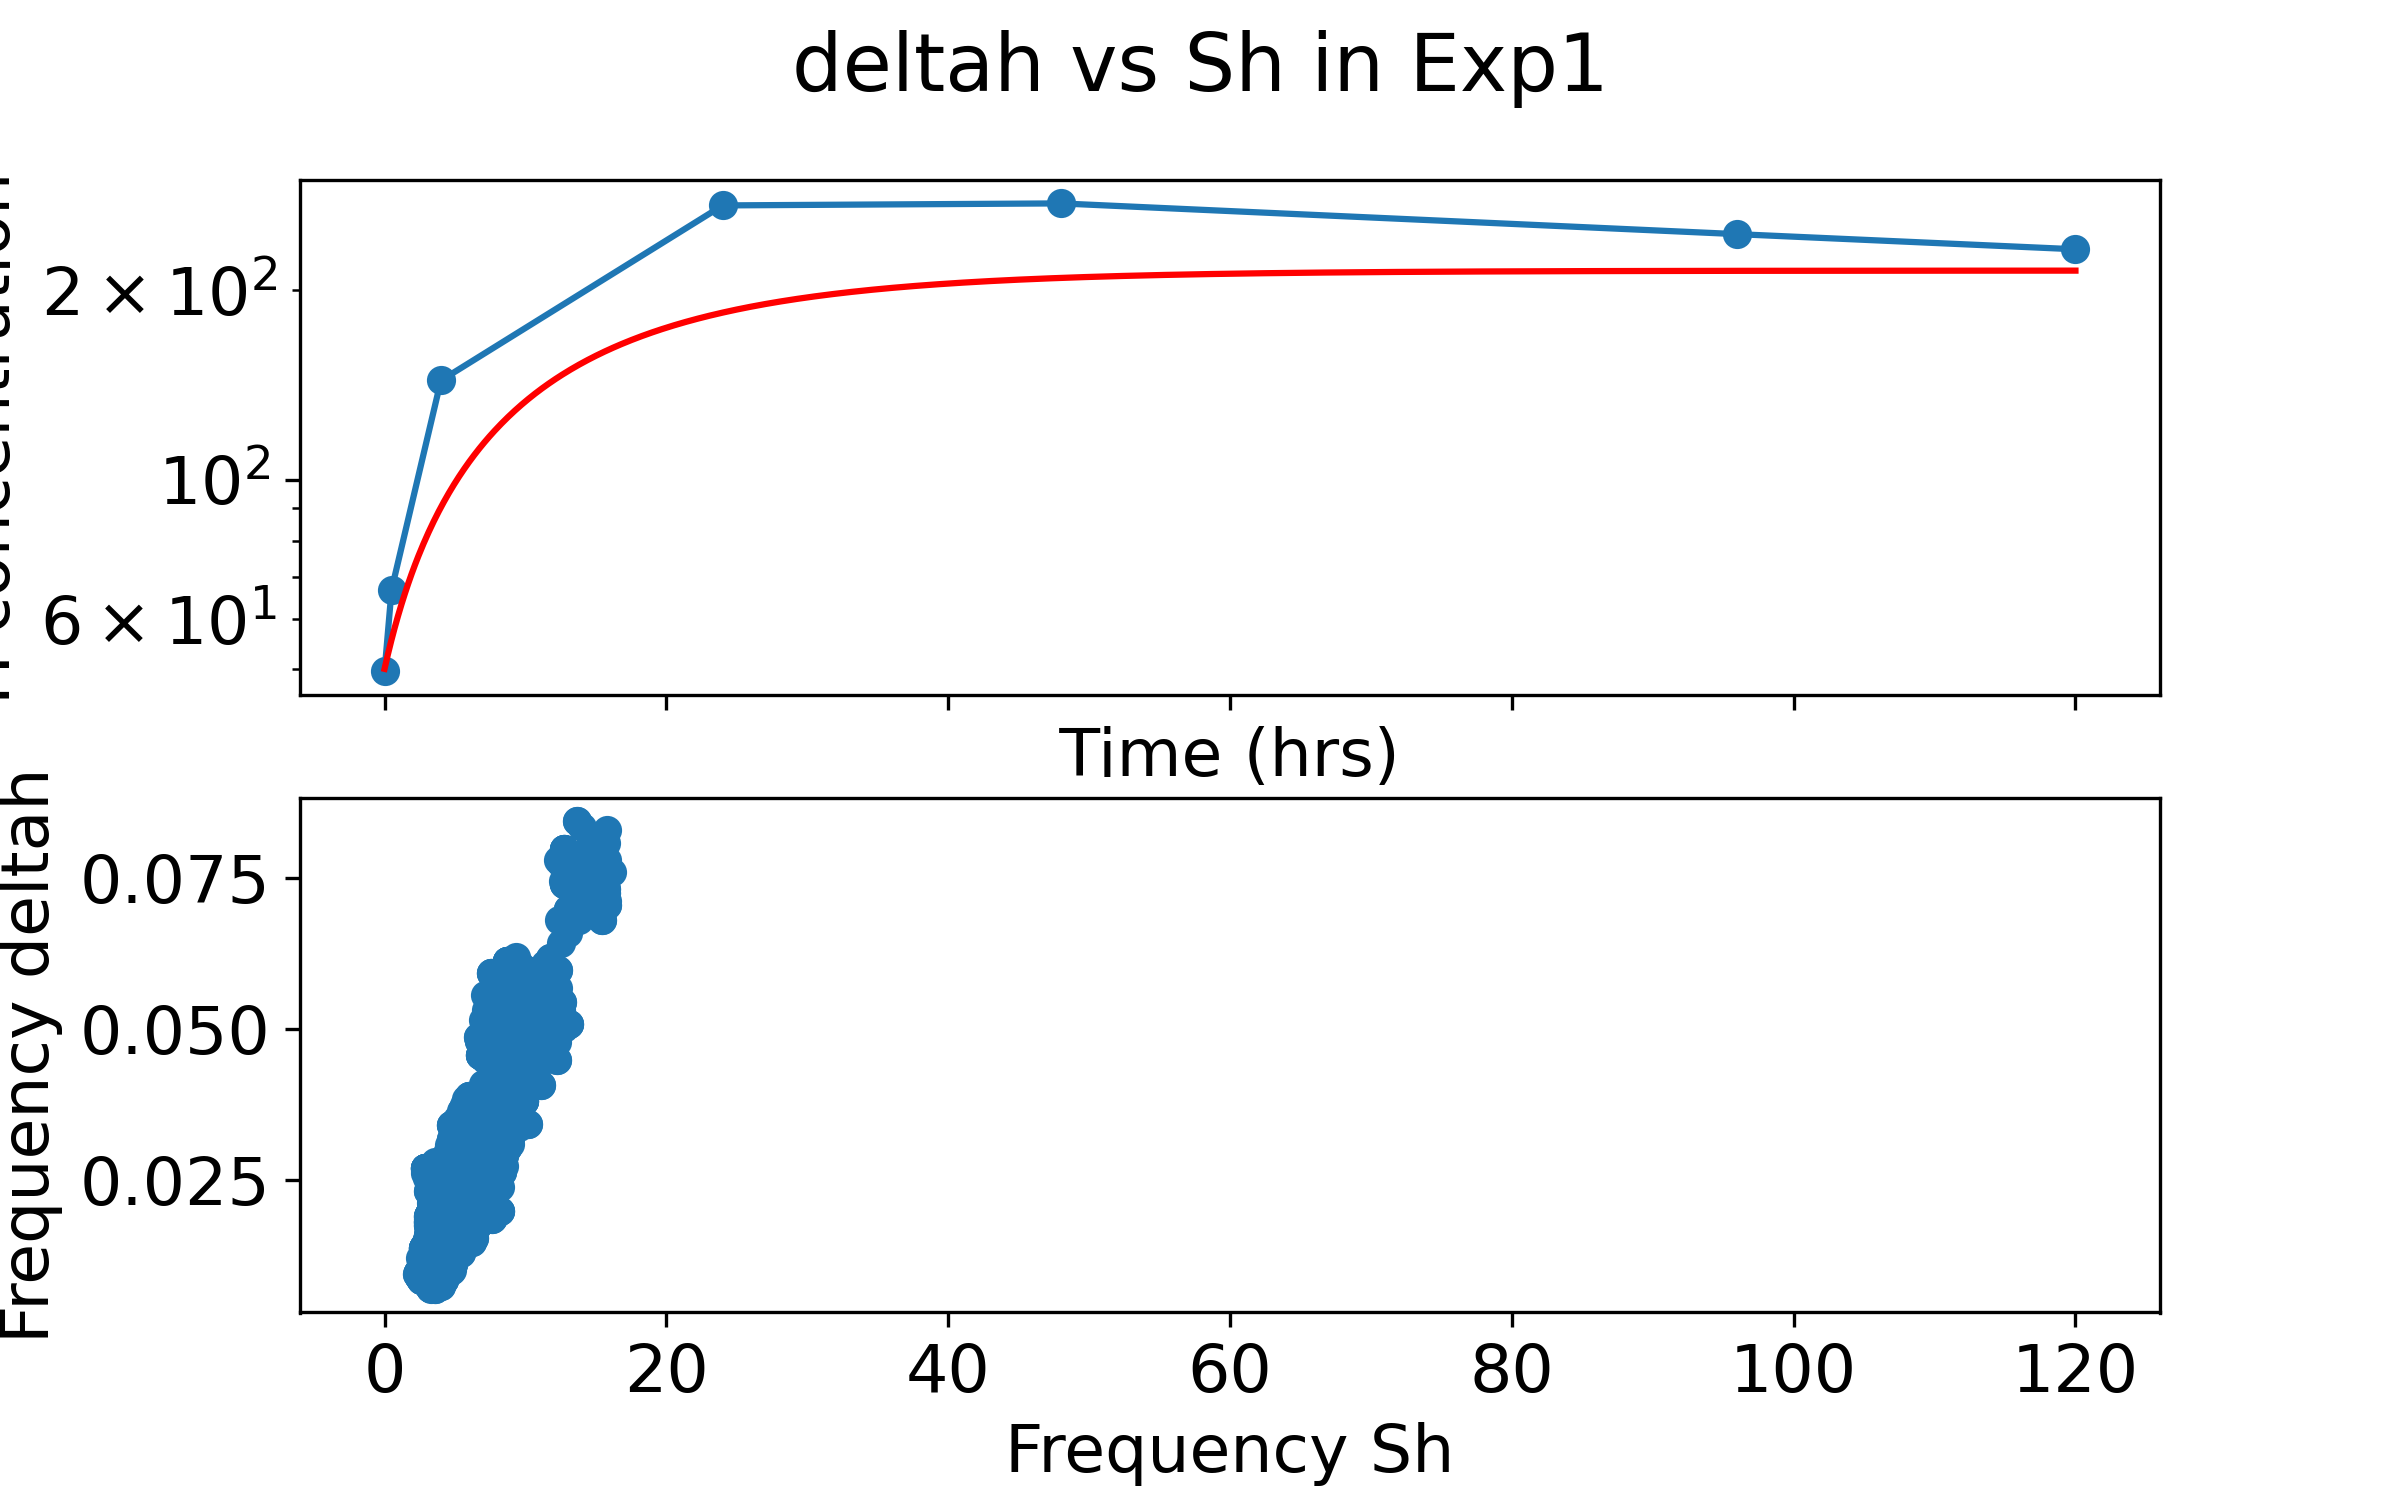 deltah vs Sh in Exp1
2 × 10²
10²
6 × 10¹
Time (hrs)
Frequency deltah
0.075
0.050
0.025
0 20 40 60 80 100 120
Frequency Sh